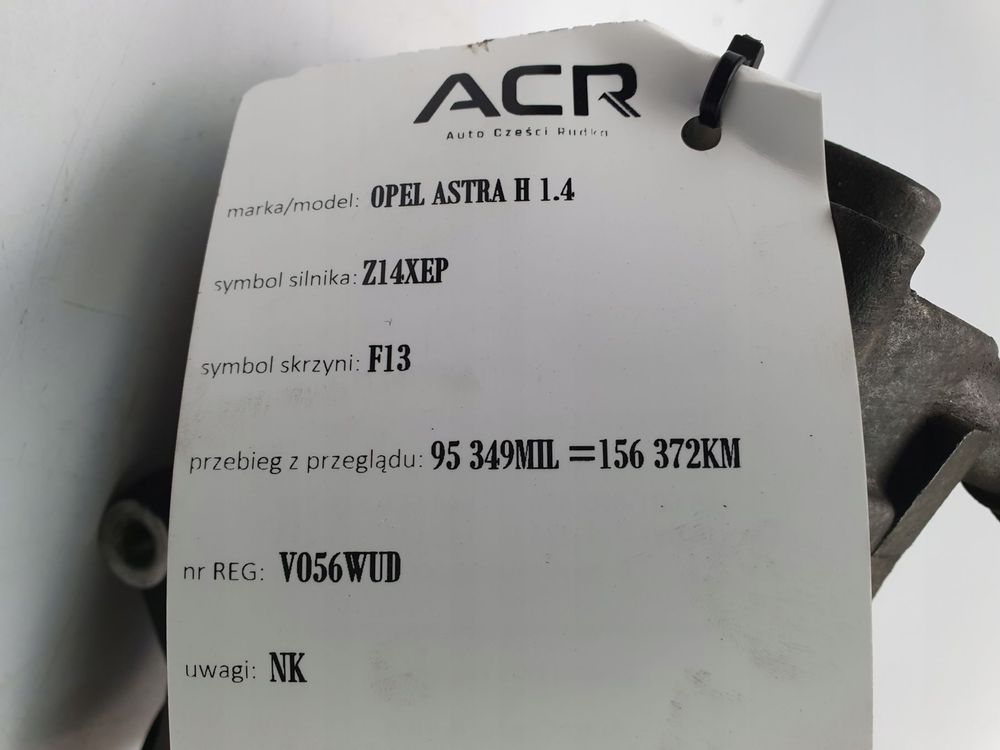 ACR
Auto Części Rudka
marka/model: OPEL ASTRA H 1.4
symbol silnika: Z14XEP
symbol skrzyni: F13
przebieg z przeglądu: 95 349MIL =156 372KM
nr REG: VO56WUD
uwagi: NK